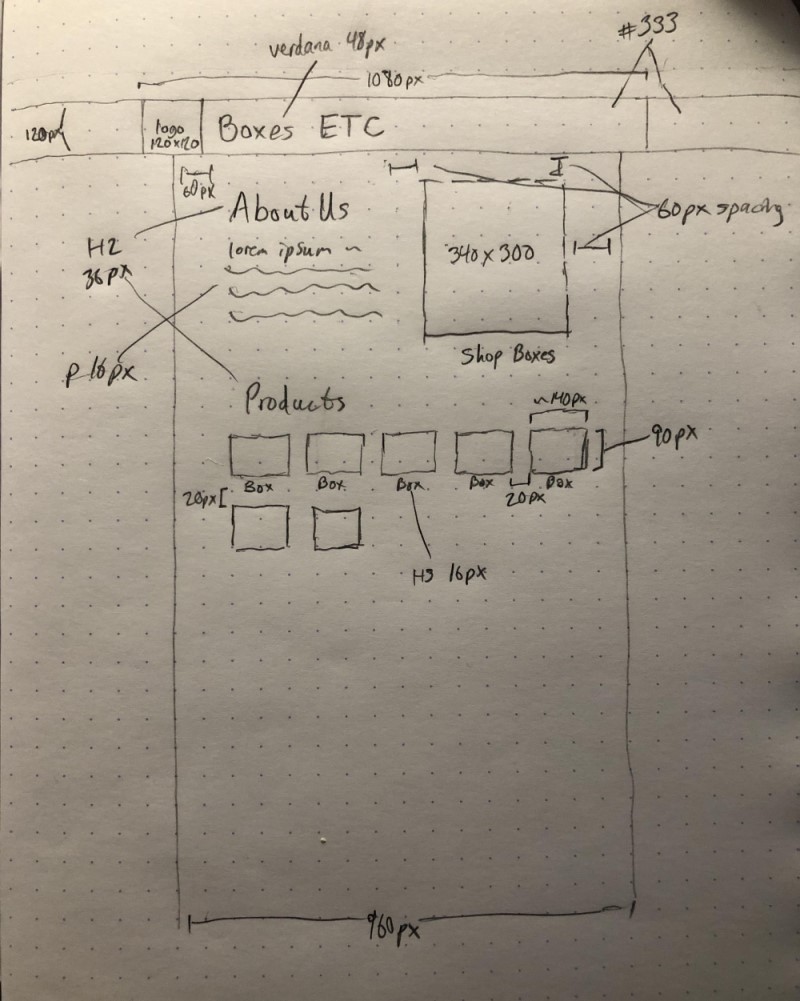 verdana 48px
#333
1080px
120px
logo
120x120
Boxes ETC
60px
About Us
60px spacing
H2
36px
lorem ipsum
340x300
Shop Boxes
P 16px
Products
~140px
90px
Box
Box
Box
Box
Box
20px
20px
H3 16px
960px